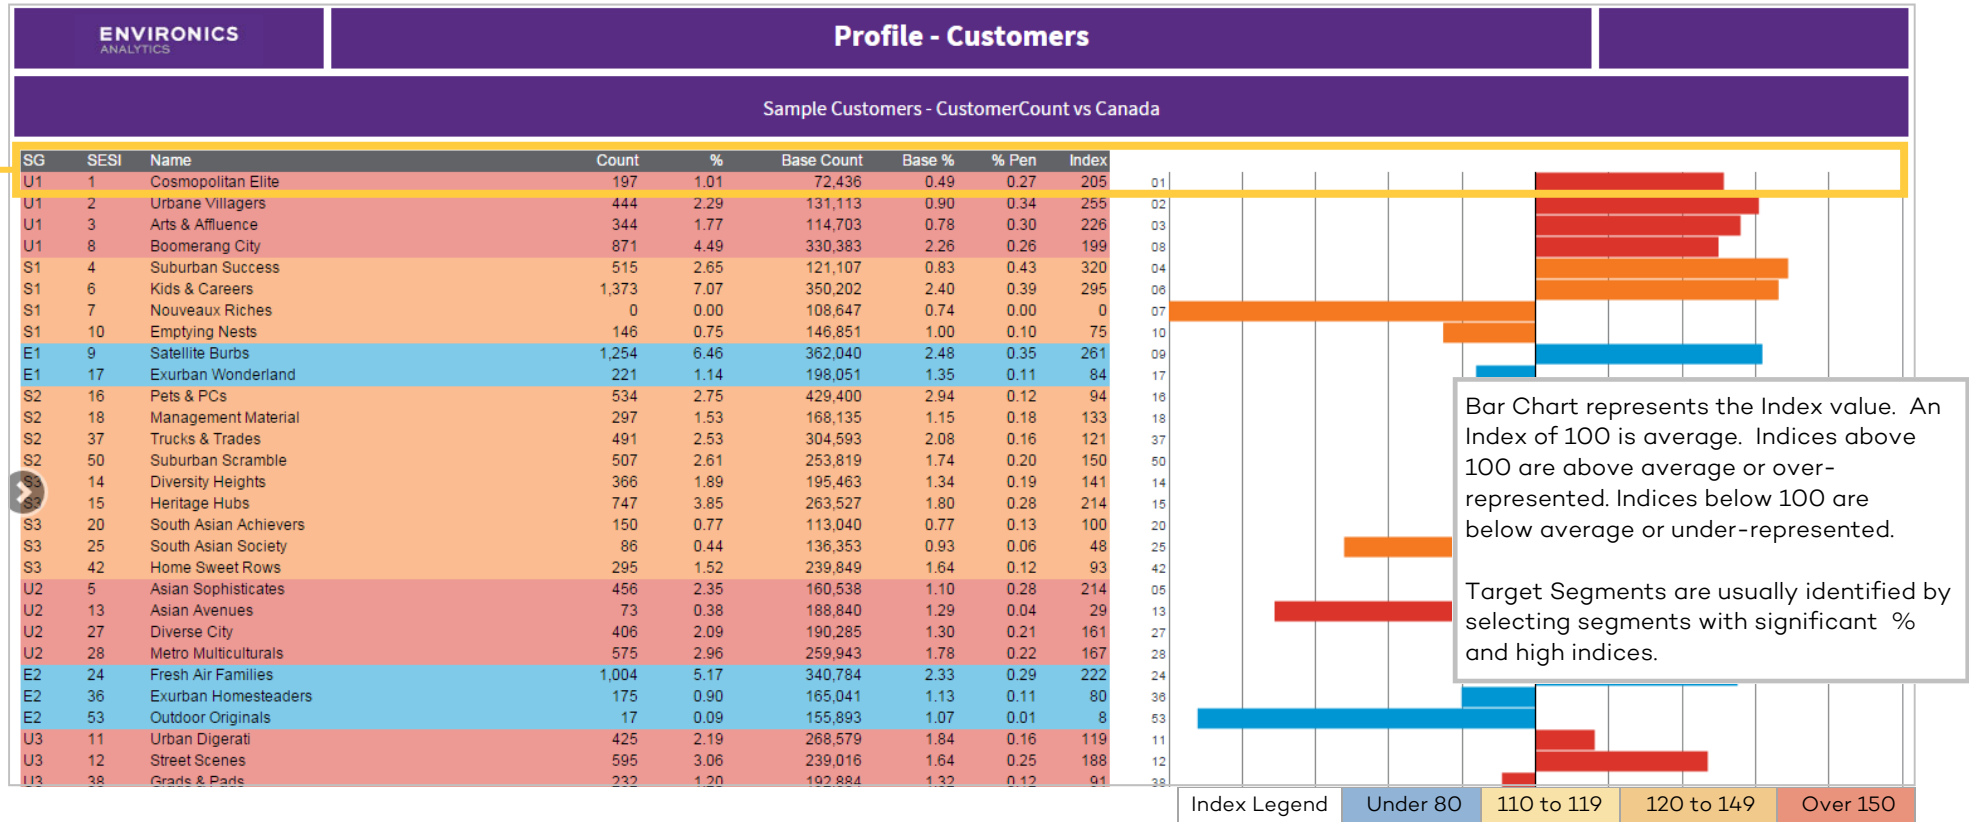 ENVIRONICS
ANALYTICS
Profile - Customers
Sample Customers - CustomerCount vs Canada
SG SESI Name Count % Base Count Base % % Pen Index
U1 1 Cosmopolitan Elite 197 1.01 72,436 0.49 0.27 205 01
U1 2 Urbane Villagers 444 2.29 131,113 0.90 0.34 255 02
U1 3 Arts & Affluence 344 1.77 114,703 0.78 0.30 226 03
U1 8 Boomerang City 871 4.49 330,383 2.26 0.26 199 08
S1 4 Suburban Success 515 2.65 121,107 0.83 0.43 320 04
S1 6 Kids & Careers 1,373 7.07 350,202 2.40 0.39 295 06
S1 7 Nouveaux Riches 0 0.00 108,647 0.74 0.00 0 07
S1 10 Emptying Nests 146 0.75 146,851 1.00 0.10 75 10
E1 9 Satellite Burbs 1,254 6.46 362,040 2.48 0.35 261 09
E1 17 Exurban Wonderland 221 1.14 198,051 1.35 0.11 84 17
S2 16 Pets & PCs 534 2.75 429,400 2.94 0.12 94 16
S2 18 Management Material 297 1.53 168,135 1.15 0.18 133 18
S2 37 Trucks & Trades 491 2.53 304,593 2.08 0.16 121 37
S2 50 Suburban Scramble 507 2.61 253,819 1.74 0.20 150 50
S3 14 Diversity Heights 366 1.89 195,463 1.34 0.19 141 14
S3 15 Heritage Hubs 747 3.85 263,527 1.80 0.28 214 15
S3 20 South Asian Achievers 150 0.77 113,040 0.77 0.13 100 20
S3 25 South Asian Society 86 0.44 136,353 0.93 0.06 48 25
S3 42 Home Sweet Rows 295 1.52 239,849 1.64 0.12 93 42
U2 5 Asian Sophisticates 456 2.35 160,538 1.10 0.28 214 05
U2 13 Asian Avenues 73 0.38 188,840 1.29 0.04 29 13
U2 27 Diverse City 406 2.09 190,285 1.30 0.21 161 27
U2 28 Metro Multiculturals 575 2.96 259,943 1.78 0.22 167 28
E2 24 Fresh Air Families 1,004 5.17 340,784 2.33 0.29 222 24
E2 36 Exurban Homesteaders 175 0.90 165,041 1.13 0.11 80 36
E2 53 Outdoor Originals 17 0.09 155,893 1.07 0.01 8 53
U3 11 Urban Digerati 425 2.19 268,579 1.84 0.16 119 11
U3 12 Street Scenes 595 3.06 239,016 1.64 0.25 188 12
U3 38 Grads & Pads 232 1.20 192,884 1.32 0.12 91 38
Bar Chart represents the Index value. An
Index of 100 is average. Indices above
100 are above average or over-
represented. Indices below 100 are
below average or under-represented.
Target Segments are usually identified by
selecting segments with significant %
and high indices.
Index Legend Under 80 110 to 119 120 to 149 Over 150